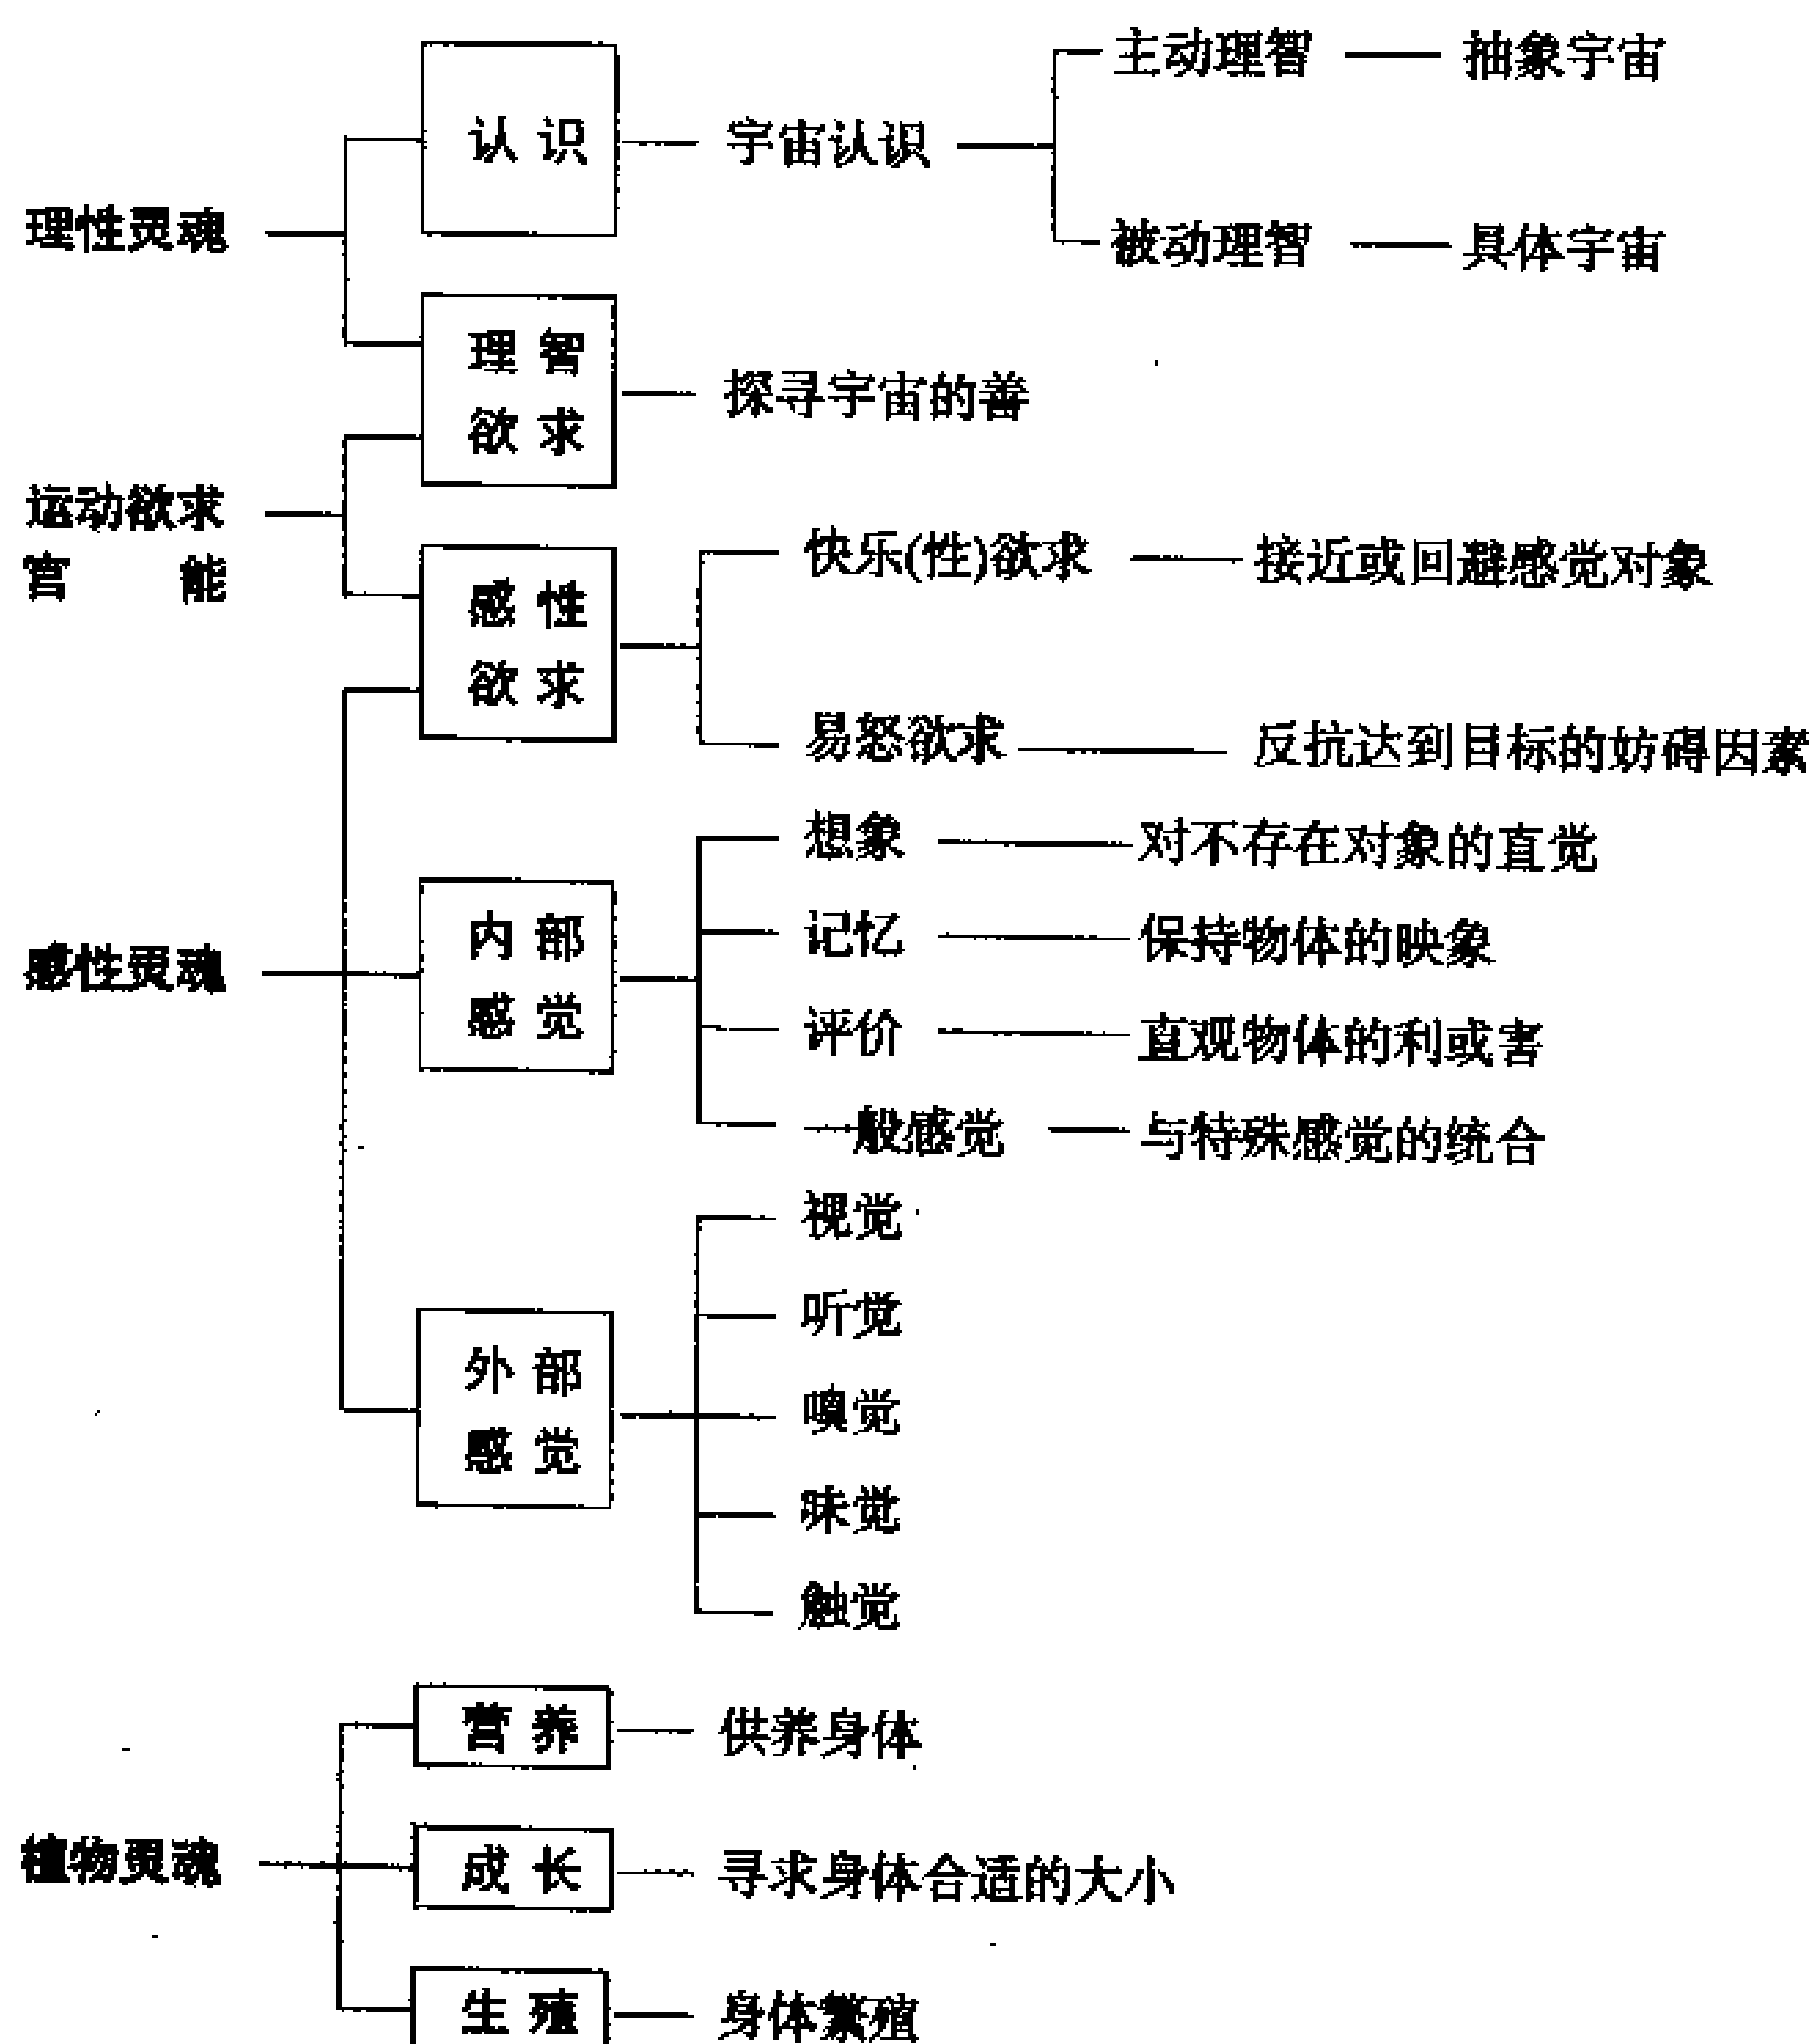 主动理智 抽象宇宙
认识 宇宙认识
理性灵魂
被动理智 具体宇宙
理智
欲求
探寻宇宙的善
运动欲求
官能
快乐(性)欲求 接近或回避感觉对象
感性
欲求
易怒欲求 反抗达到目标的妨碍因素
想象 对不存在对象的直觉
内部
感觉
记忆 保持物体的映象
感性灵魂
评价 直观物体的利或害
一般感觉 与特殊感觉的统合
视觉
听觉
外部
感觉
嗅觉
味觉
触觉
营养 供养身体
植物灵魂
成长 寻求身体合适的大小
生殖 身体繁殖